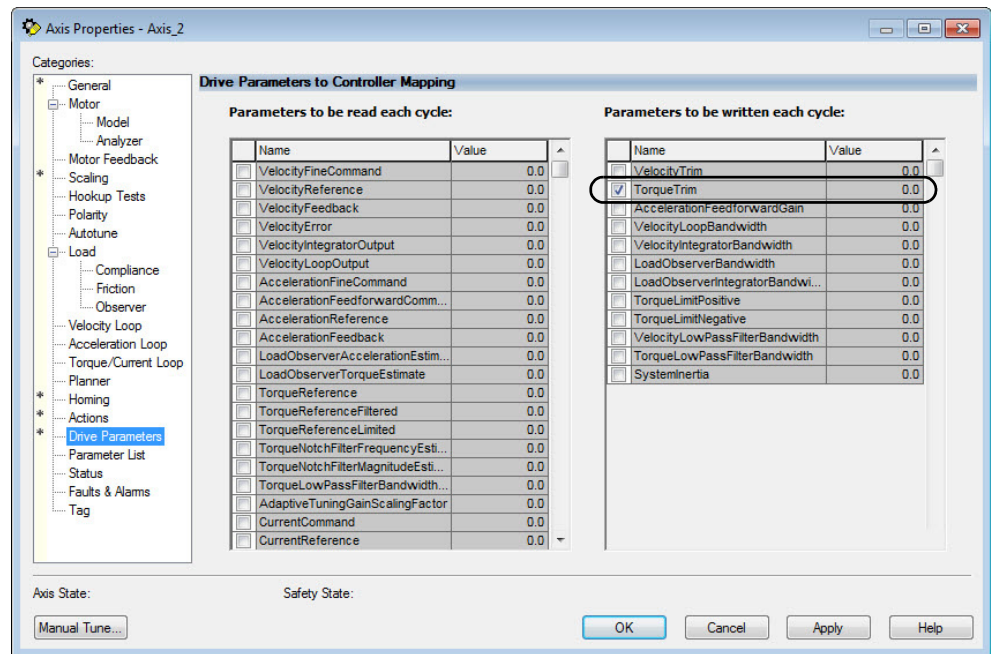 Axis Properties - Axis_2
Categories:
* General
Motor
Model
Analyzer
Motor Feedback
* Scaling
Hookup Tests
Polarity
Autotune
Load
Compliance
Friction
Observer
Velocity Loop
Acceleration Loop
Torque/Current Loop
Planner
* Homing
* Actions
* Drive Parameters
Parameter List
Status
Faults & Alarms
Tag
Drive Parameters to Controller Mapping
Parameters to be read each cycle:
Name Value
VelocityFineCommand 0.0
VelocityReference 0.0
VelocityFeedback 0.0
VelocityError 0.0
VelocityIntegratorOutput 0.0
VelocityLoopOutput 0.0
AccelerationFineCommand 0.0
AccelerationFeedforwardComm... 0.0
AccelerationReference 0.0
AccelerationFeedback 0.0
LoadObserverAccelerationEstim... 0.0
LoadObserverTorqueEstimate 0.0
TorqueReference 0.0
TorqueReferenceFiltered 0.0
TorqueReferenceLimited 0.0
TorqueNotchFilterFrequencyEsti... 0.0
TorqueNotchFilterMagnitudeEsti... 0.0
TorqueLowPassFilterBandwidth... 0.0
AdaptiveTuningGainScalingFactor 0.0
CurrentCommand 0.0
CurrentReference 0.0
Parameters to be written each cycle:
Name Value
VelocityTrim 0.0
TorqueTrim 0.0
AccelerationFeedforwardGain 0.0
VelocityLoopBandwidth 0.0
VelocityIntegratorBandwidth 0.0
LoadObserverBandwidth 0.0
LoadObserverIntegratorBandwi... 0.0
TorqueLimitPositive 0.0
TorqueLimitNegative 0.0
VelocityLowPassFilterBandwidth 0.0
TorqueLowPassFilterBandwidth 0.0
SystemInertia 0.0
Axis State:
Safety State:
Manual Tune...
OK
Cancel
Apply
Help